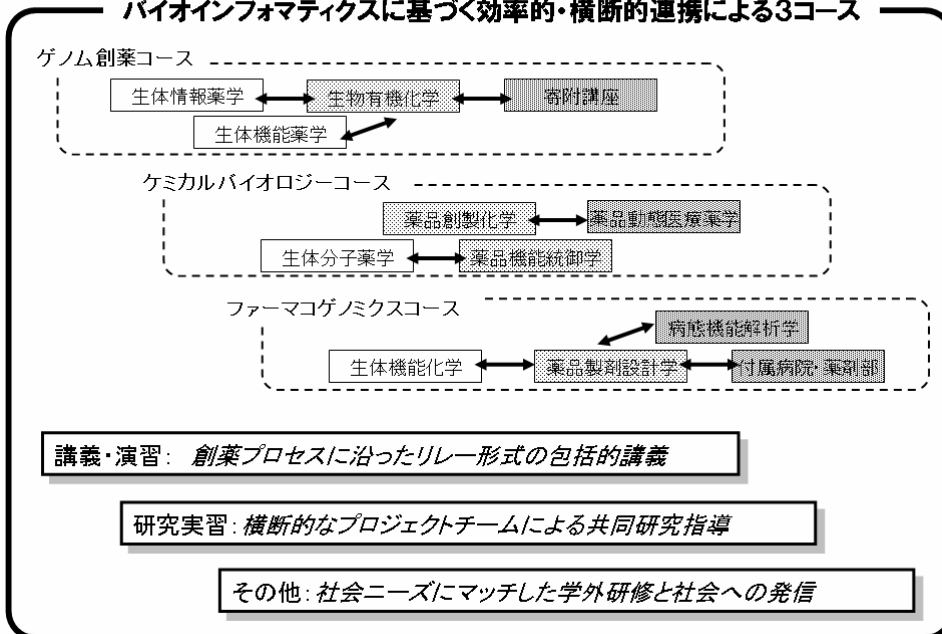 バイオインフォマティクスに基づく効率的・横断的連携による3コース
ゲノム創薬コース
生体情報薬学 生物有機化学 寄附講座
生体機能薬学
ケミカルバイオロジーコース
薬品創製化学 薬品動態医療薬学
生体分子薬学 薬品機能統御学
ファーマコゲノミクスコース
病態機能解析学
生体機能化学 薬品製剤設計学 付属病院・薬剤部
講義・演習: 創薬プロセスに沿ったリレー形式の包括的講義
研究実習:横断的なプロジェクトチームによる共同研究指導
その他:社会ニーズにマッチした学外研修と社会への発信